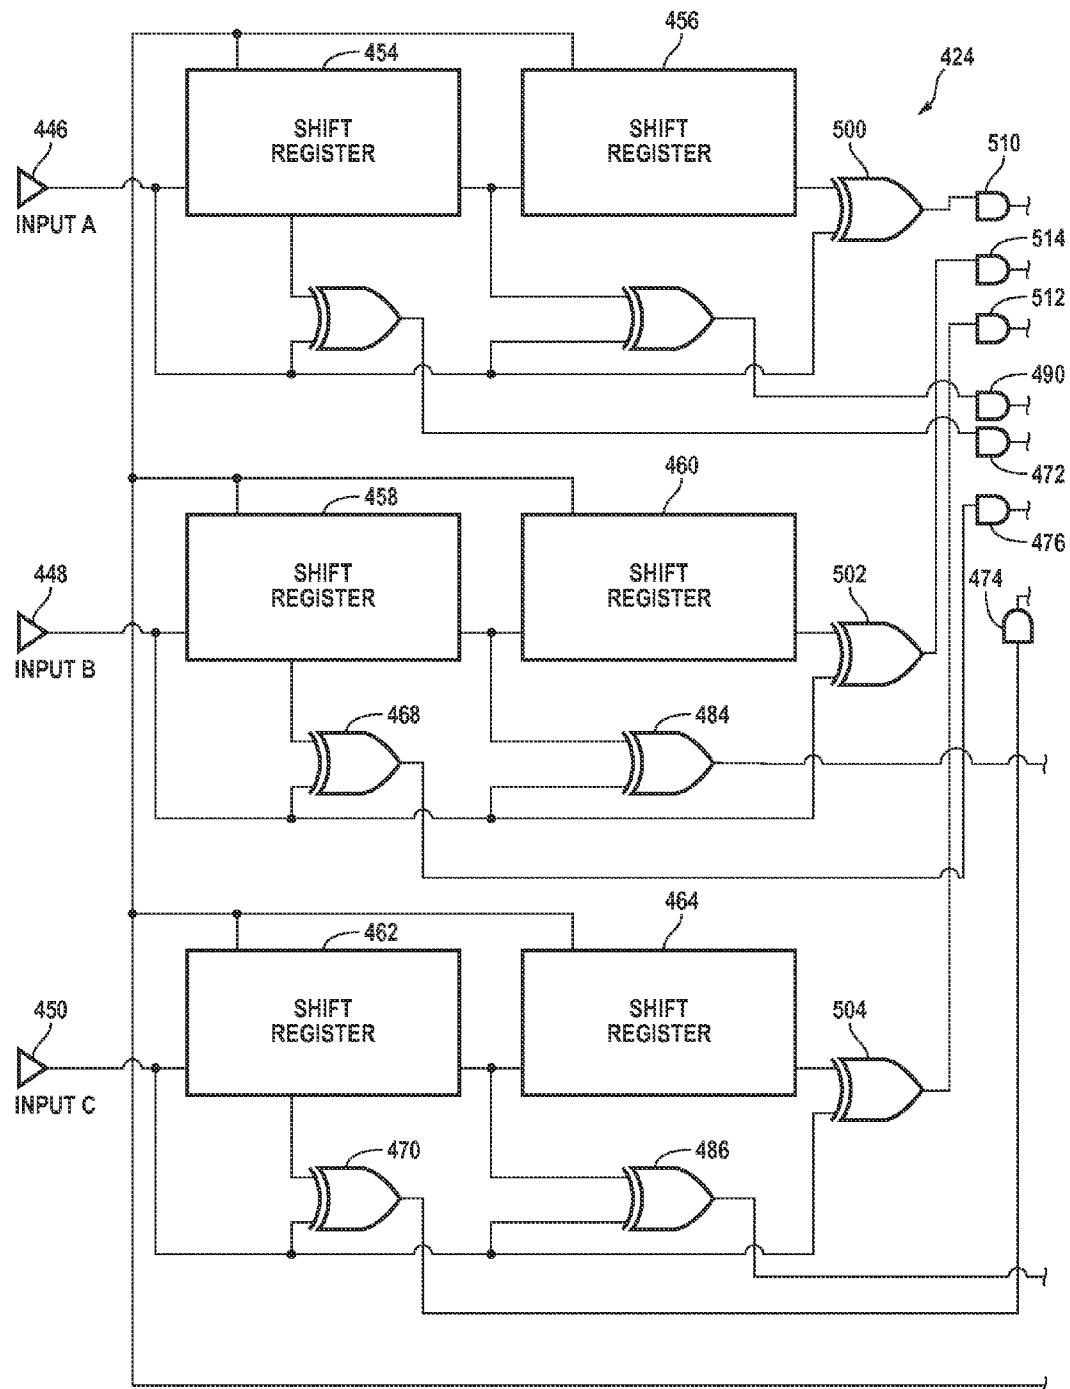 456
454
424
SHIFT
REGISTER
SHIFT
REGISTER
446
500
510
INPUT A
514
512
490
472
460
458
476
448
SHIFT
REGISTER
SHIFT
REGISTER
502
474
INPUT B
468
484
464
462
450
SHIFT
REGISTER
SHIFT
REGISTER
504
INPUT C
470
486